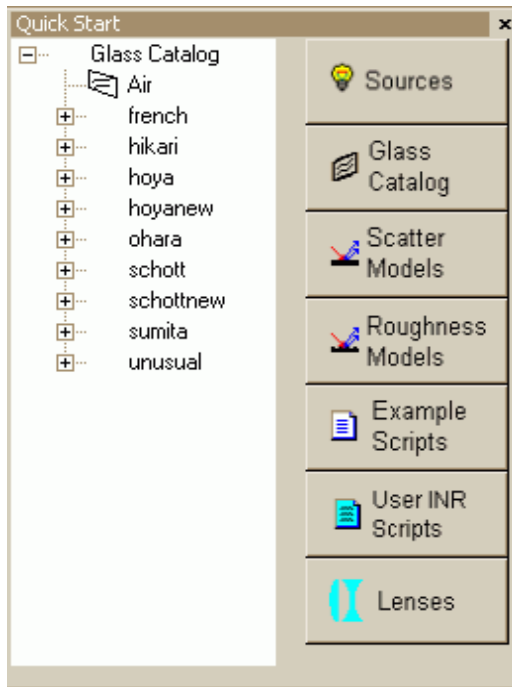 Quick Start
Glass Catalog
Air
french
hikari
hoya
hoyanew
ohara
schott
schottnew
sumita
unusual
Sources
Glass
Catalog
Scatter
Models
Roughness
Models
Example
Scripts
User INR
Scripts
Lenses